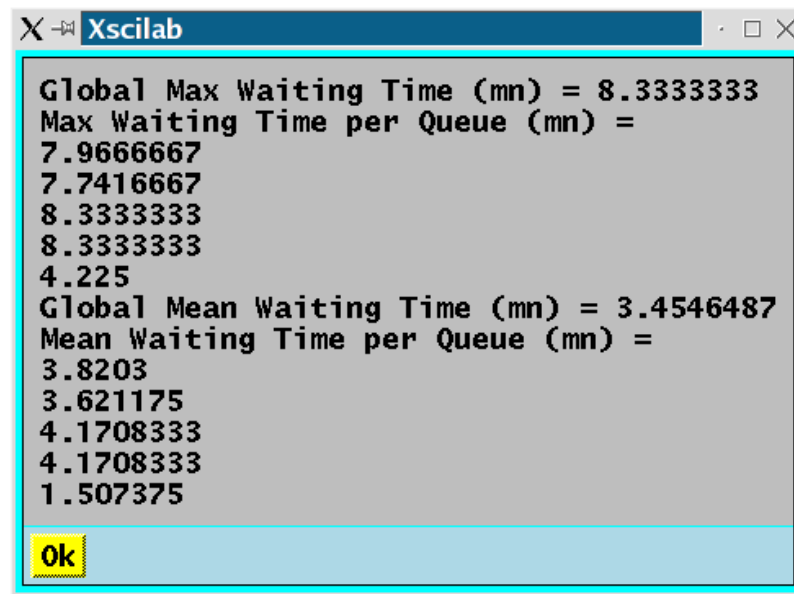 Xscilab
Global Max Waiting Time (mn) = 8.3333333
Max Waiting Time per Queue (mn) =
7.9666667
7.7416667
8.3333333
8.3333333
4.225
Global Mean Waiting Time (mn) = 3.4546487
Mean Waiting Time per Queue (mn) =
3.8203
3.621175
4.1708333
4.1708333
1.507375
Ok